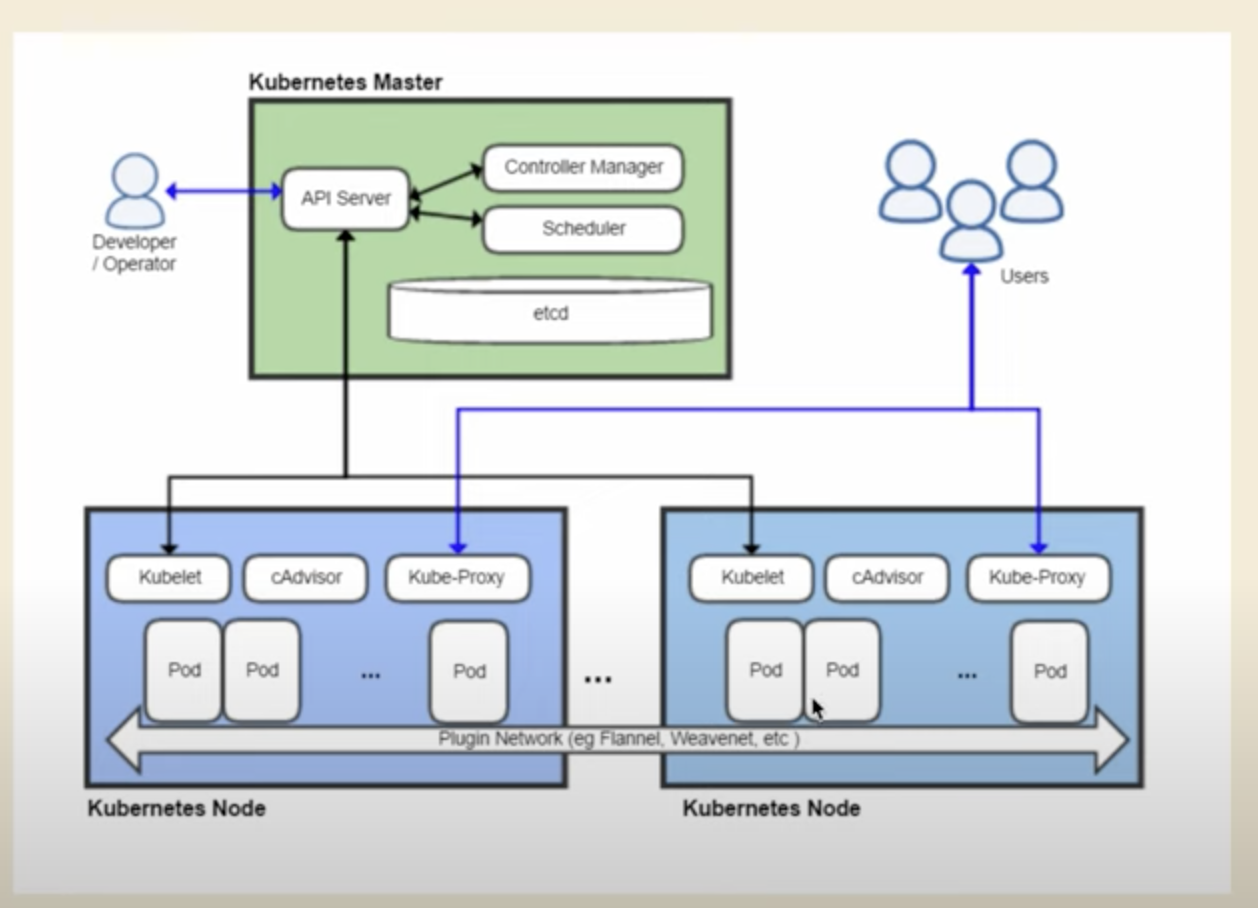 Kubernetes Master
API Server
Controller Manager
Scheduler
etcd
Developer
/ Operator
Users
Kubelet
cAdvisor
Kube-Proxy
Pod
Pod
...
Pod
...
Kubelet
cAdvisor
Kube-Proxy
Pod
Pod
...
Pod
Plugin Network (eg Flannel, Weavenet, etc )
Kubernetes Node
Kubernetes Node